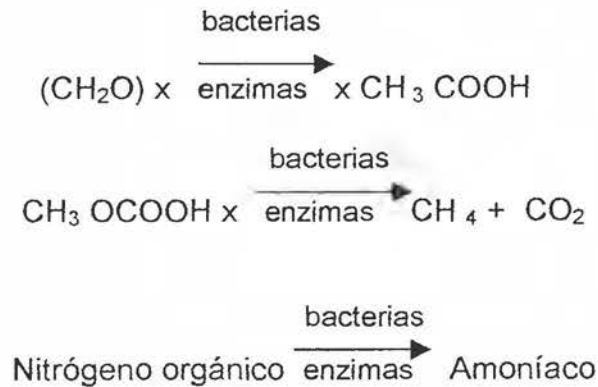 bacterias
(CH₂O) x enzimas x CH₃ COOH
bacterias
CH₃ OCOOH x enzimas CH₄ + CO₂
bacterias
Nitrógeno orgánico enzimas Amoníaco